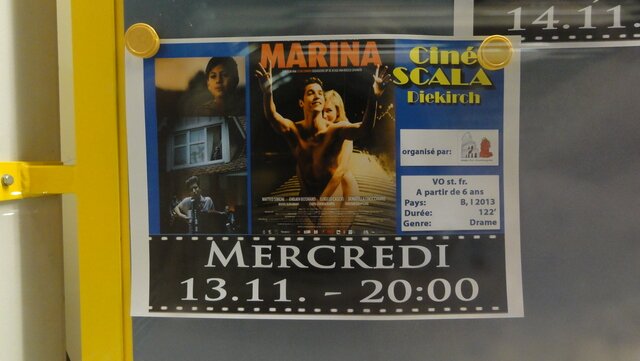 14.11.
MARINA
Ciné
SCALA
Diekirch
organisé par:
VO st. fr.
A partir de 6 ans
Pays: 8, I 2013
Durée: 122'
Genre: Drame
MERCREDI
13.11. - 20:00